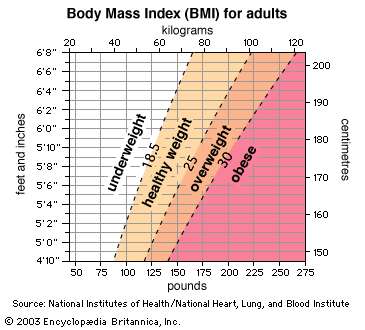 Body Mass Index (BMI) for adults
kilograms
20 40 60 80 100 120
6'8"
6'6"
6'4"
6'2"
6'0"
5'10"
5'8"
5'6"
5'4"
5'2"
5'0"
4'10"
feet and inches
underweight
18.5
healthy weight
25
overweight
30
obese
200
190
180
170
160
150
centimetres
50 75 100 125 150 175 200 225 250 275
pounds
Source: National Institutes of Health/National Heart, Lung, and Blood Institute
© 2003 Encyclopædia Britannica, Inc.